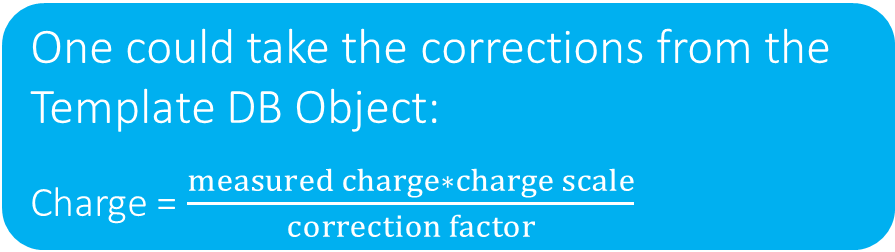 One could take the corrections from the
Template DB Object:
Charge = measured charge*charge scale
correction factor